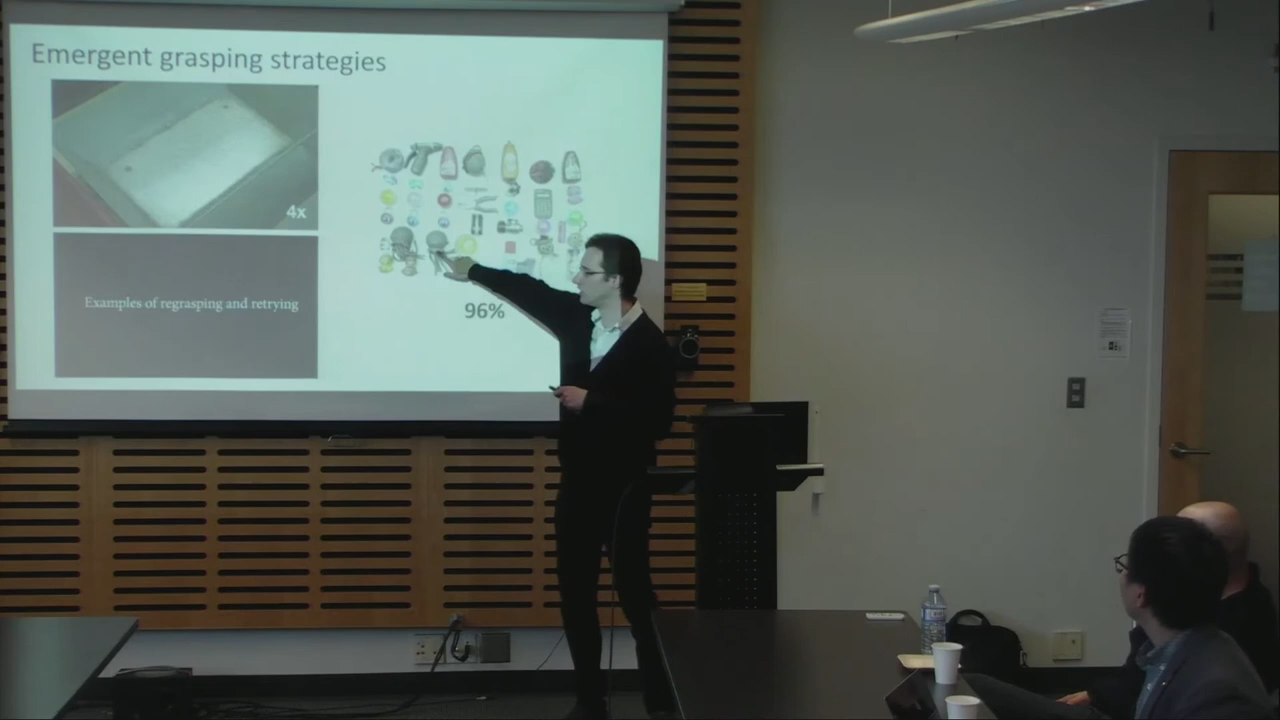 Emergent grasping strategies
4x
Examples of regrasping and retrying
96%